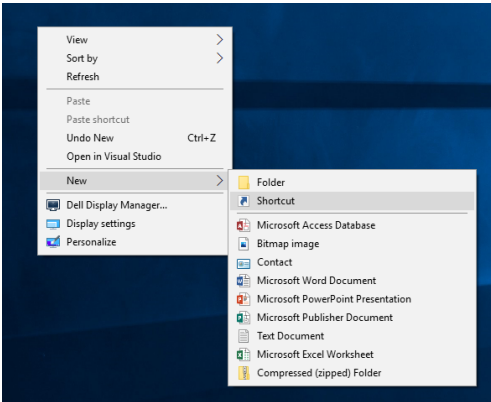 View
Sort by
Refresh
Paste
Paste shortcut
Undo New Ctrl+Z
Open in Visual Studio
New
Dell Display Manager...
Display settings
Personalize
Folder
Shortcut
Microsoft Access Database
Bitmap image
Contact
Microsoft Word Document
Microsoft PowerPoint Presentation
Microsoft Publisher Document
Text Document
Microsoft Excel Worksheet
Compressed (zipped) Folder